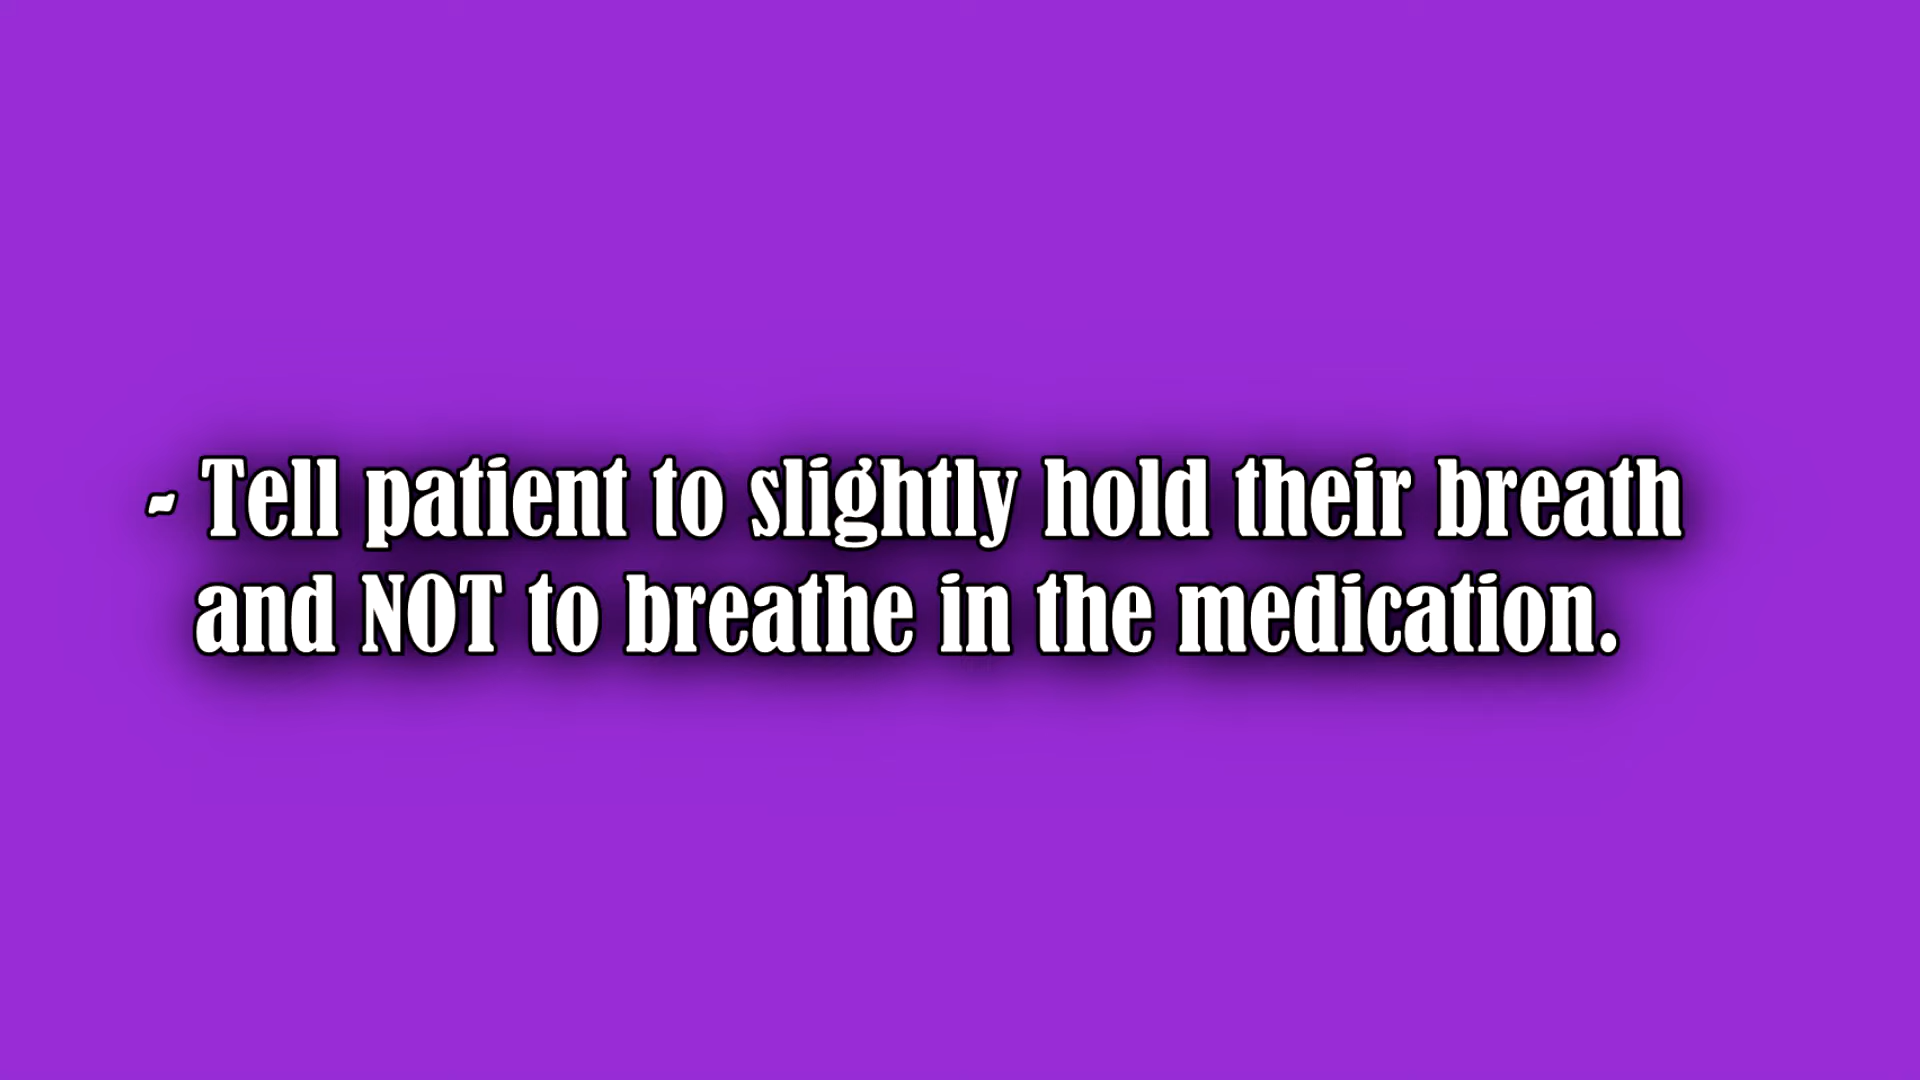 - Tell patient to slightly hold their breath
and NOT to breathe in the medication.